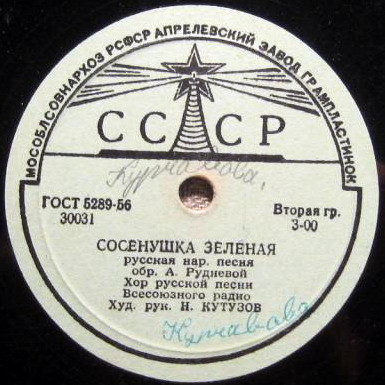 МОСОБЛСОВНАРХОЗ РСФСР АПРЕЛЕВСКИЙ ЗАВОД ГРАМПЛАСТИНОК
СССР
ГОСТ 5289-56
30031
Вторая гр.
3-00
СОСЕНУШКА ЗЕЛЕНАЯ
русская нар. песня
обр. А. Рудневой
Хор русской песни
Всесоюзного радио
Худ. рук. Н. КУТУЗОВ